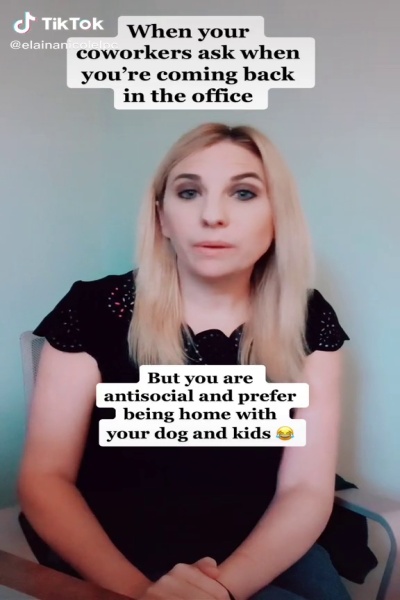 TikTok
When your
coworkers ask when
you're coming back
in the office
But you are
antisocial and prefer
being home with
your dog and kids 😂